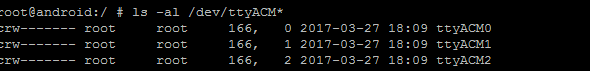 root@android:/ # ls -al /dev/ttyACM*
crw------- root     root     166,   0 2017-03-27 18:09 ttyACM0
crw------- root     root     166,   1 2017-03-27 18:09 ttyACM1
crw------- root     root     166,   2 2017-03-27 18:09 ttyACM2